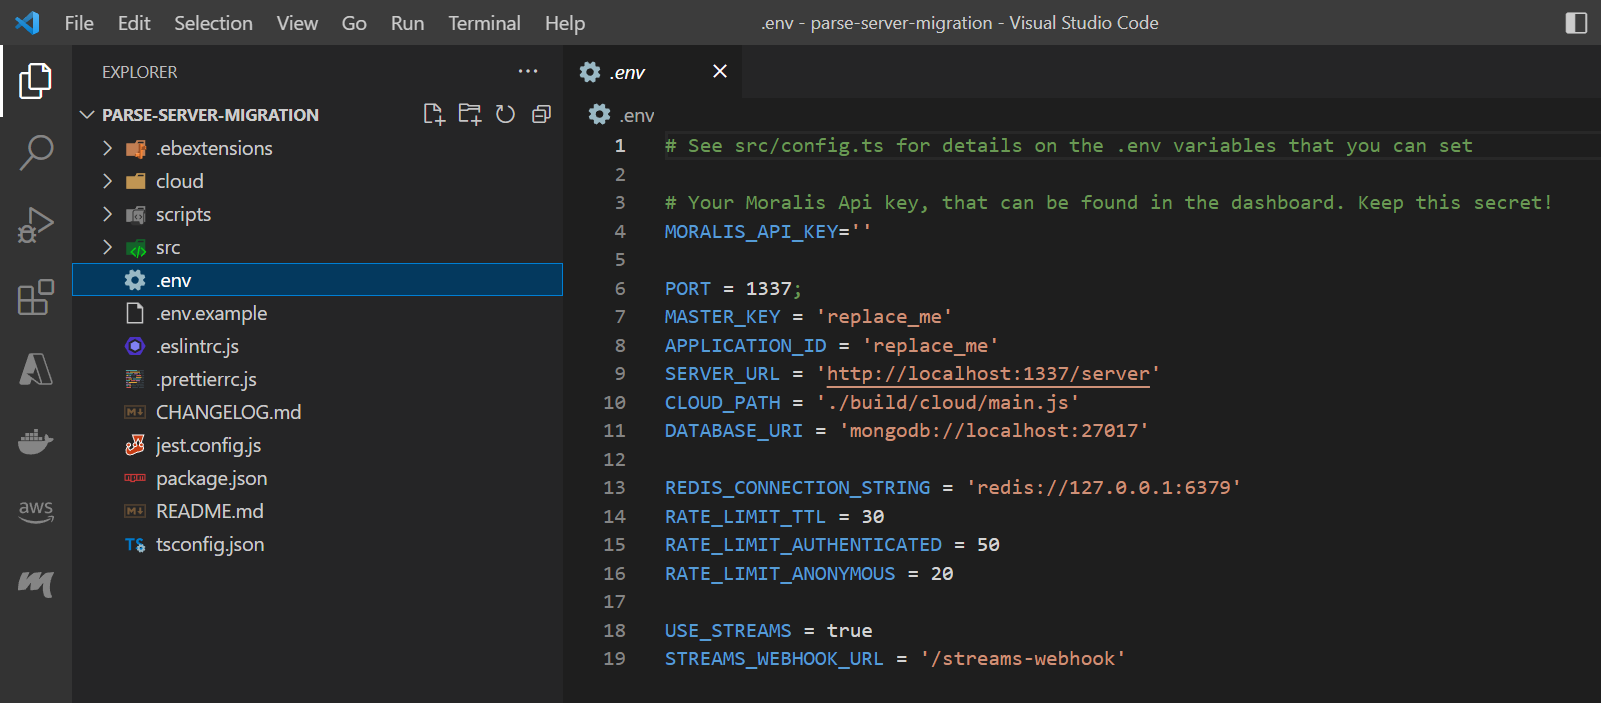 File Edit Selection View Go Run Terminal Help
.env - parse-server-migration - Visual Studio Code
EXPLORER
PARSE-SERVER-MIGRATION
.ebextensions
cloud
scripts
src
.env
.env.example
.eslintrc.js
.prettierrc.js
M↓ CHANGELOG.md
jest.config.js
npm package.json
M↓ README.md
TS tsconfig.json
aws
.env
.env
1 # See src/config.ts for details on the .env variables that you can set
2
3 # Your Moralis Api key, that can be found in the dashboard. Keep this secret!
4 MORALIS_API_KEY=''
5
6 PORT = 1337;
7 MASTER_KEY = 'replace_me'
8 APPLICATION_ID = 'replace_me'
9 SERVER_URL = 'http://localhost:1337/server'
10 CLOUD_PATH = './build/cloud/main.js'
11 DATABASE_URI = 'mongodb://localhost:27017'
12
13 REDIS_CONNECTION_STRING = 'redis://127.0.0.1:6379'
14 RATE_LIMIT_TTL = 30
15 RATE_LIMIT_AUTHENTICATED = 50
16 RATE_LIMIT_ANONYMOUS = 20
17
18 USE_STREAMS = true
19 STREAMS_WEBHOOK_URL = '/streams-webhook'